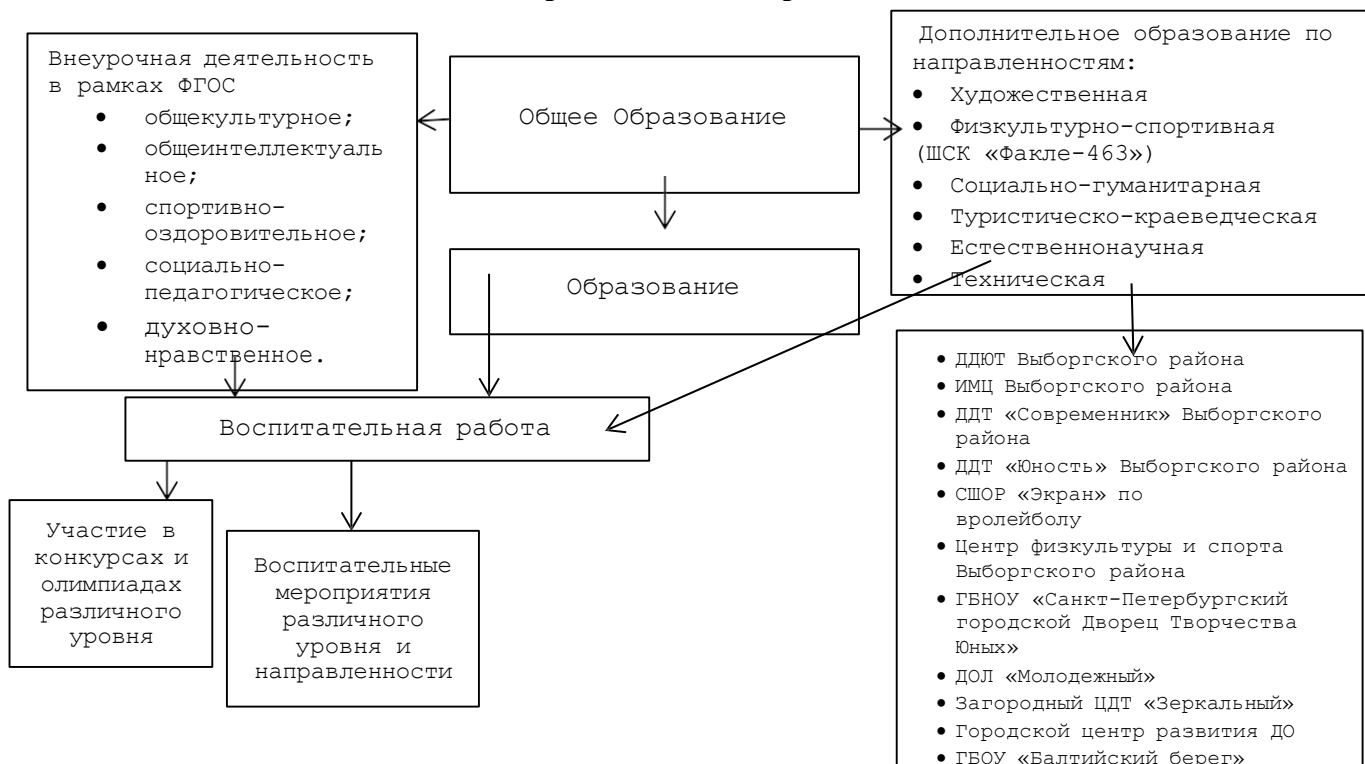 Внеурочная деятельность
в рамках ФГОС
• общекультурное;
• общеинтеллектуаль
ное;
• спортивно-
оздоровительное;
• социально-
педагогическое;
• духовно-
нравственное.
Общее Образование
Образование
Дополнительное образование по
направленностям:
• Художественная
• Физкультурно-спортивная
(ШСК «Факле-463»)
• Социально-гуманитарная
• Туристическо-краеведческая
• Естественнонаучная
• Техническая
Воспитательная работа
Участие в
конкурсах и
олимпиадах
различного
уровня
Воспитательные
мероприятия
различного
уровня и
направленности
• ДДЮТ Выборгского района
• ИМЦ Выборгского района
• ДДТ «Современник» Выборгского
района
• ДДТ «Юность» Выборгского района
• СШОР «Экран» по
вролейболу
• Центр физкультуры и спорта
Выборгского района
• ГБНОУ «Санкт-Петербургский
городской Дворец Творчества
Юных»
• ДОЛ «Молодежный»
• Загородный ЦДТ «Зеркальный»
• Городской центр развития ДО
• ГБОУ «Балтийский берег»